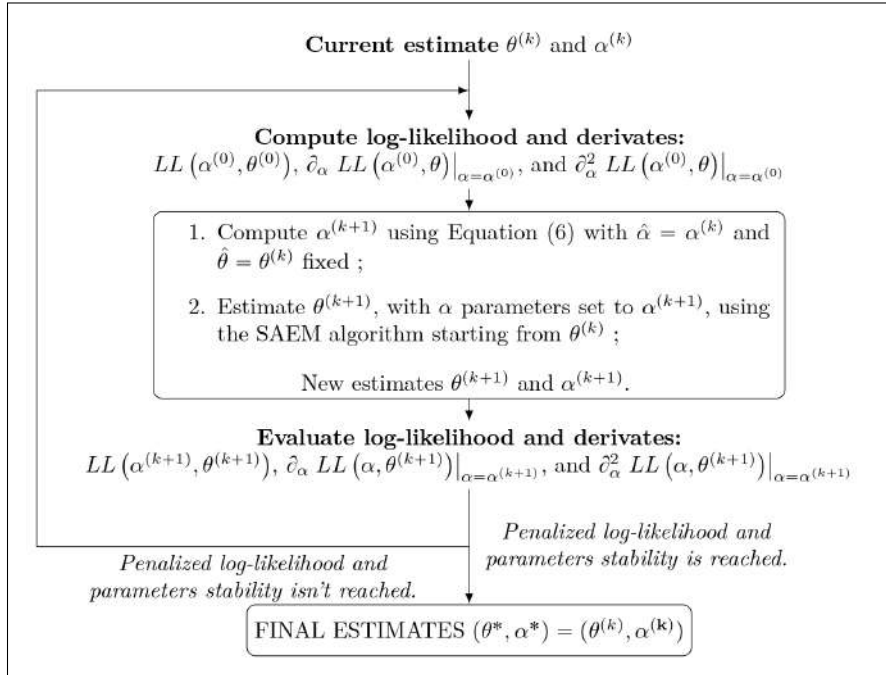 Current estimate θ^(k) and α^(k)
Compute log-likelihood and derivates:
LL (α^(0), θ^(0)), ∂_α LL (α^(0), θ)|_{α=α^(0)}, and ∂²_α LL (α^(0), θ)|_{α=α^(0)}
1. Compute α^(k+1) using Equation (6) with α̂ = α^(k) and
θ̂ = θ^(k) fixed ;
2. Estimate θ^(k+1), with α parameters set to α^(k+1), using
the SAEM algorithm starting from θ^(k) ;
New estimates θ^(k+1) and α^(k+1).
Evaluate log-likelihood and derivates:
LL (α^(k+1), θ^(k+1)), ∂_α LL (α, θ^(k+1))|_{α=α^(k+1)}, and ∂²_α LL (α, θ^(k+1))|_{α=α^(k+1)}
Penalized log-likelihood and
parameters stability is reached.
Penalized log-likelihood and
parameters stability isn't reached.
FINAL ESTIMATES (θ*, α*) = (θ^(k), α^(k))